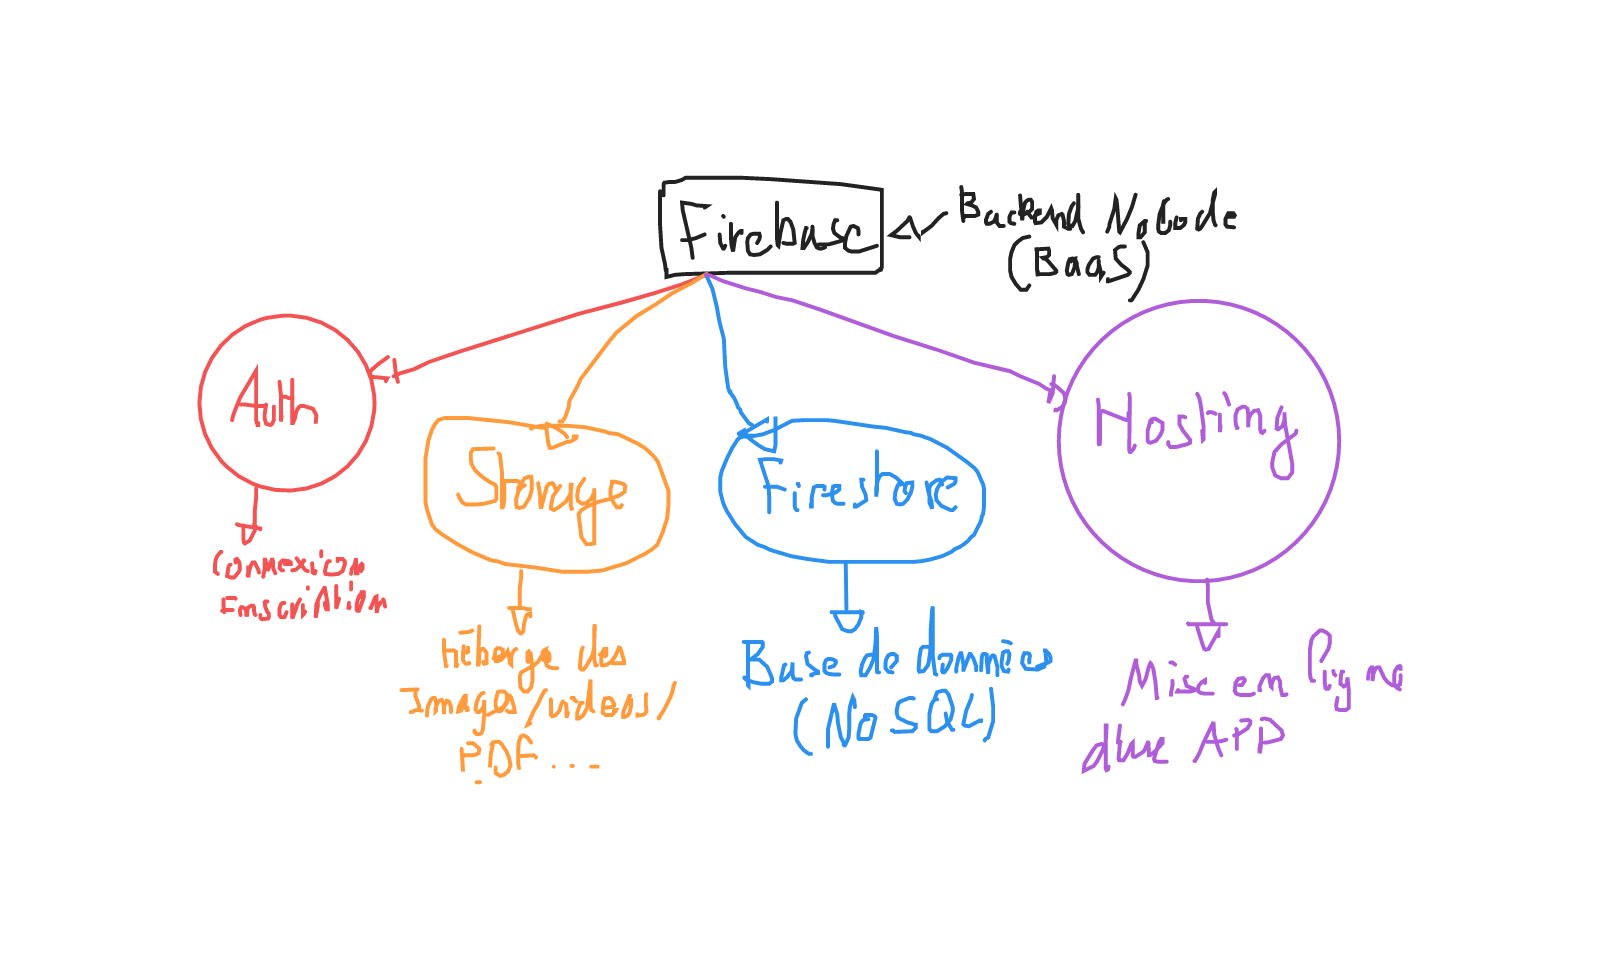 Firebase
Backend NoCode
(BaaS)
Auth
Storage
Firestore
Hosting
Connexion
Inscription
Héberge des
Images/videos/
PDF...
Base de données
(NoSQL)
Mise en ligne
d'une APP